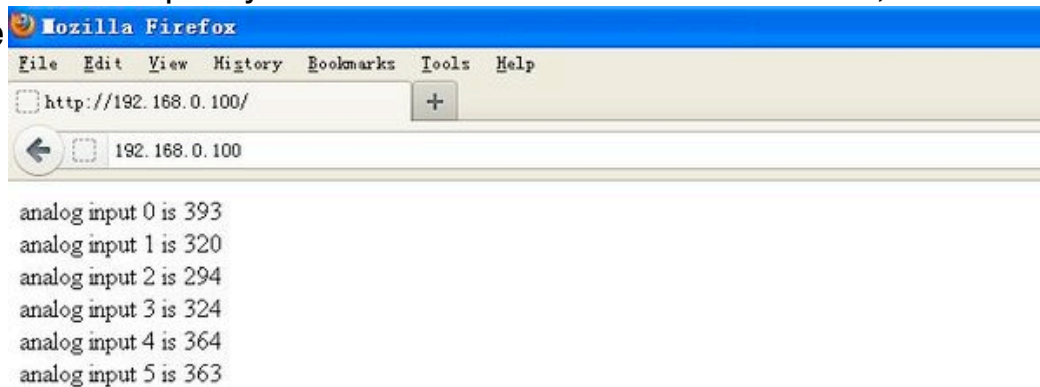 e
Mozilla Firefox
File Edit View History Bookmarks Tools Help
http://192.168.0.100/ +
192.168.0.100
analog input 0 is 393
analog input 1 is 320
analog input 2 is 294
analog input 3 is 324
analog input 4 is 364
analog input 5 is 363